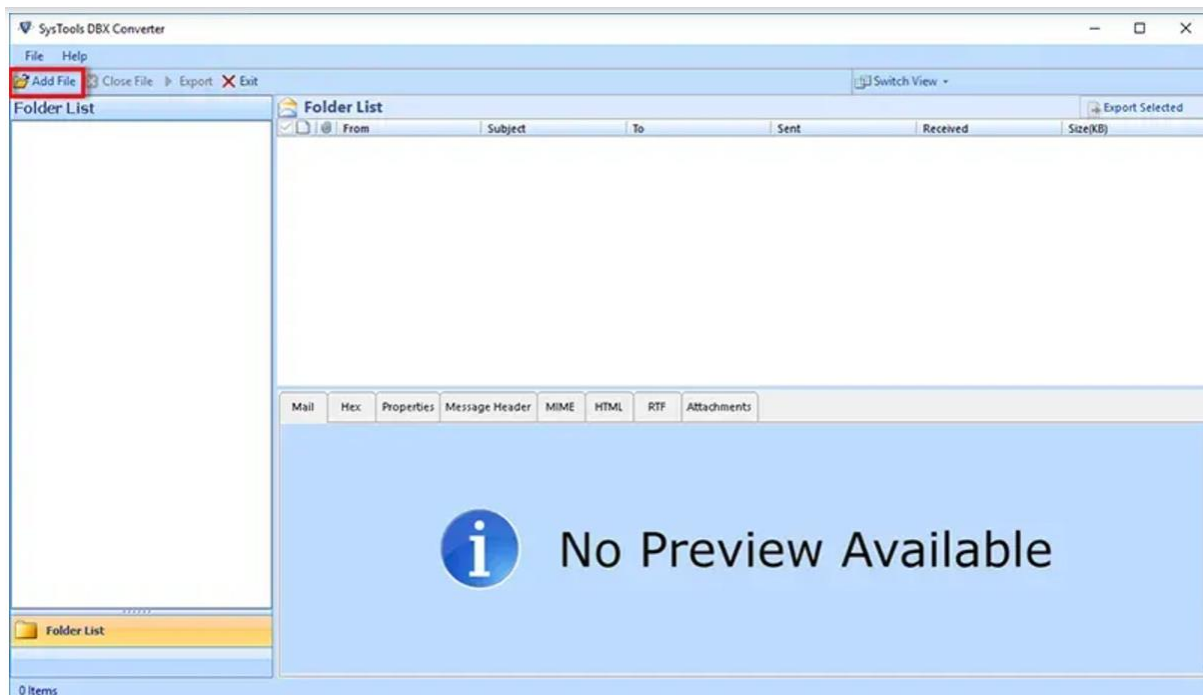 SysTools DBX Converter
File Help
Add File Close File Export Exit Switch View
Folder List
Folder List Export Selected
From Subject To Sent Received Size(KB)
Mail Hex Properties Message Header MIME HTML RTF Attachments
No Preview Available
Folder List
0 Items